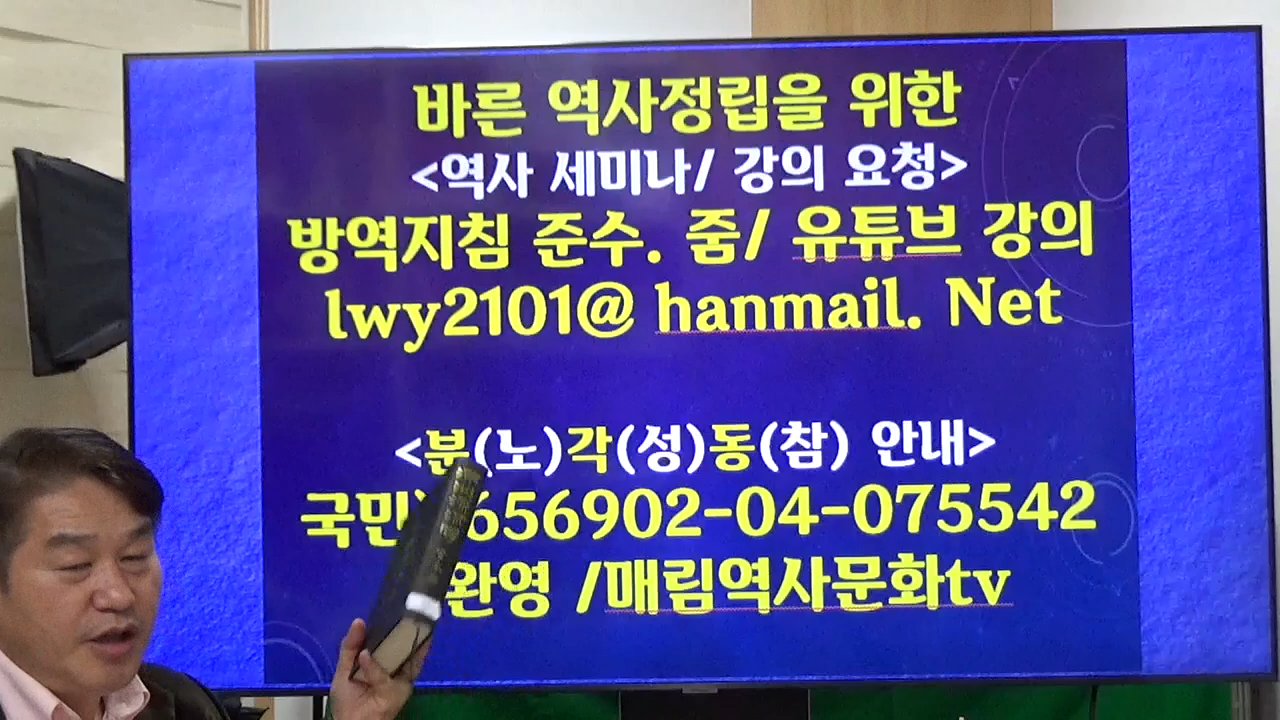 바른 역사정립을 위한
<역사 세미나/ 강의 요청>
방역지침 준수. 줌/ 유튜브 강의
lwy2101@ hanmail. Net
<분(노)각(성)동(참) 안내>
국민) 656902-04-075542
완영 /매림역사문화tv